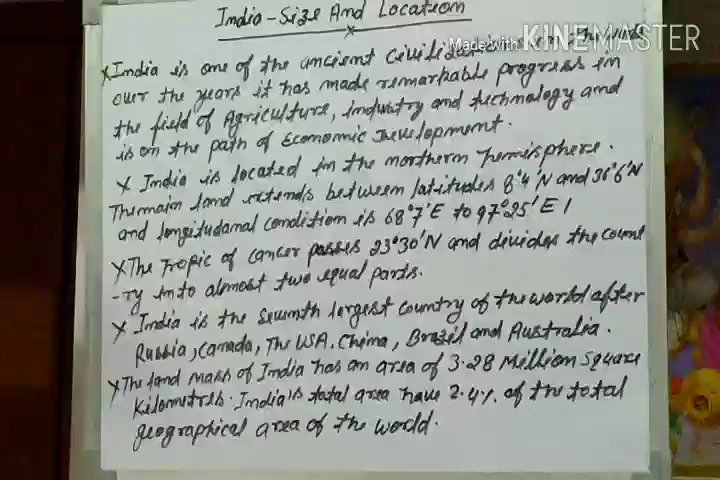 India - Size And Location
Made with KINEMASTER
x India is one of the ancient civilizations
over the years it has made remarkable progress in
the field of Agriculture, industry and technology and
is on the path of Economic Development.
x India is located in the northern hemisphere.
The main land extends between latitudes 8°4'N and 36°6'N
and longitudanal condition is 68°7'E to 97°25'E |
x The Tropic of cancer passes 23°30'N and divides the count
-ry into almost two equal parts.
x India is the seventh largest country of the world after
Russia, Canada, The USA. China, Brazil and Australia.
x The land mass of India has an area of 3.28 Million Square
Kilometres. India's total area have 2.4% of the total
geographical area of the world.